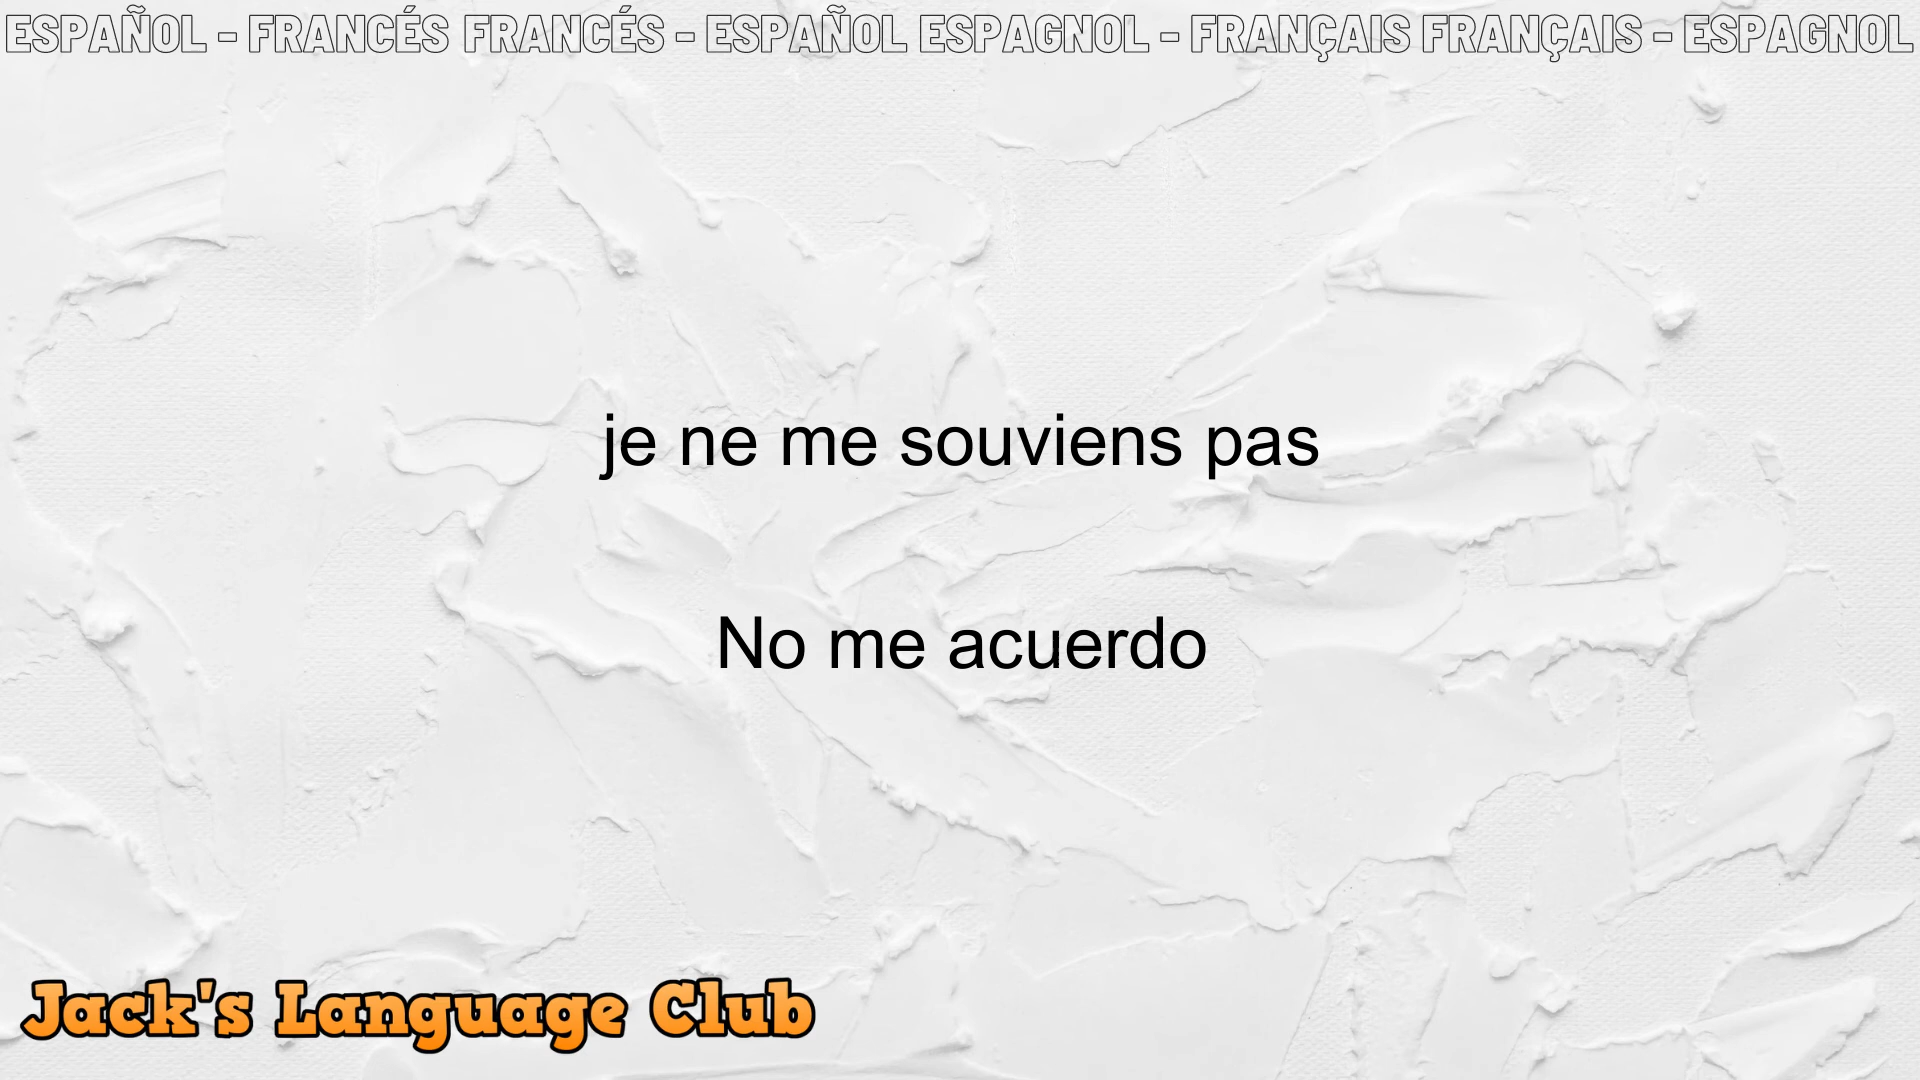 ESPAÑOL - FRANCÉS FRANCÉS - ESPAÑOL ESPAGNOL - FRANÇAIS FRANÇAIS - ESPAGNOL
je ne me souviens pas
No me acuerdo
Jack's Language Club